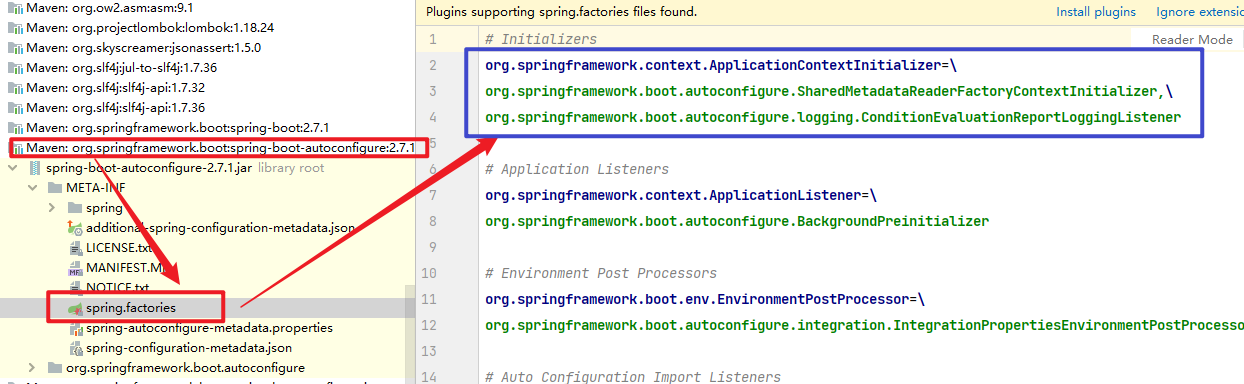 Maven: org.ow2.asm:asm:9.1
Maven: org.projectlombok:lombok:1.18.24
Maven: org.skyscreamer:jsonassert:1.5.0
Maven: org.slf4j:jul-to-slf4j:1.7.36
Maven: org.slf4j:slf4j-api:1.7.32
Maven: org.slf4j:slf4j-api:1.7.36
Maven: org.springframework.boot:spring-boot:2.7.1
Maven: org.springframework.boot:spring-boot-autoconfigure:2.7.1
spring-boot-autoconfigure-2.7.1.jar library root
META-INF
spring
additional-spring-configuration-metadata.json
LICENSE.txt
MANIFEST.M
NOTICE.txt
spring.factories
spring-autoconfigure-metadata.properties
spring-configuration-metadata.json
org.springframework.boot.autoconfigure
Plugins supporting spring.factories files found. Install plugins Ignore extensio
Reader Mode
1 # Initializers
2 org.springframework.context.ApplicationContextInitializer=\
3 org.springframework.boot.autoconfigure.SharedMetadataReaderFactoryContextInitializer,\
4 org.springframework.boot.autoconfigure.logging.ConditionEvaluationReportLoggingListener
5
6 # Application Listeners
7 org.springframework.context.ApplicationListener=\
8 org.springframework.boot.autoconfigure.BackgroundPreinitializer
9
10 # Environment Post Processors
11 org.springframework.boot.env.EnvironmentPostProcessor=\
12 org.springframework.boot.autoconfigure.integration.IntegrationPropertiesEnvironmentPostProcesso
13
14 # Auto Configuration Import Listeners